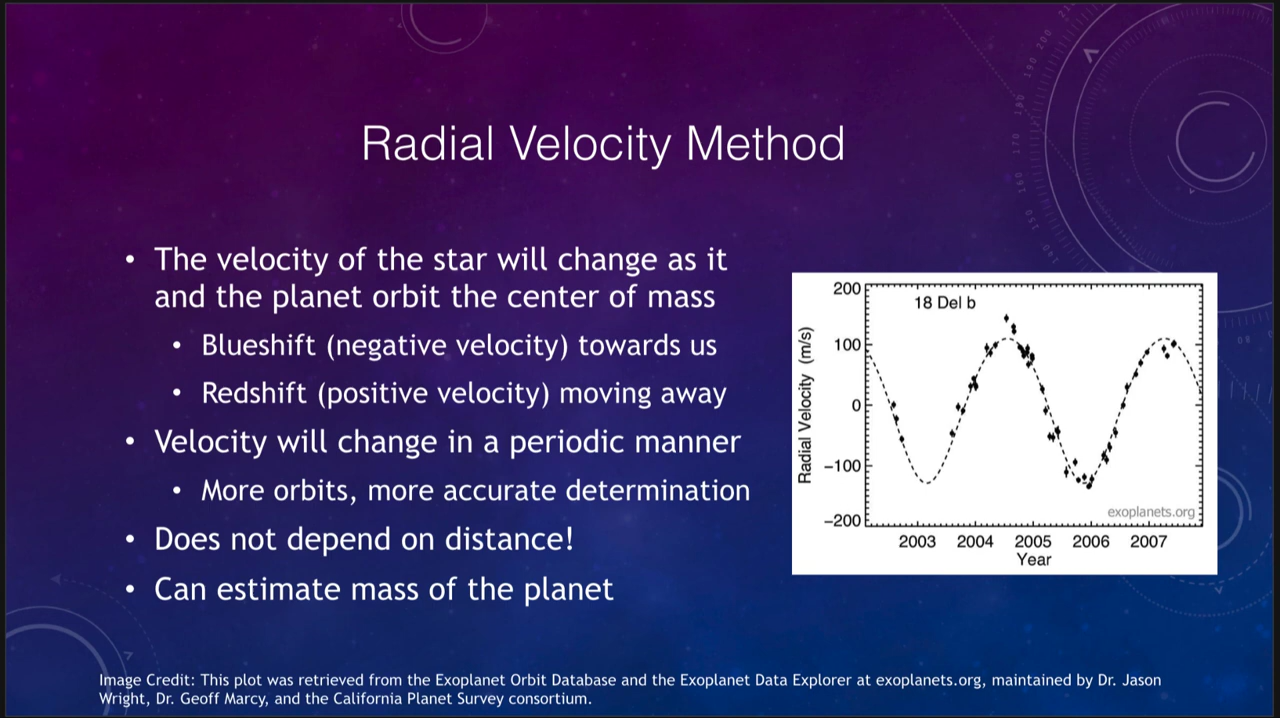 Radial Velocity Method
• The velocity of the star will change as it
and the planet orbit the center of mass
• Blueshift (negative velocity) towards us
• Redshift (positive velocity) moving away
• Velocity will change in a periodic manner
• More orbits, more accurate determination
• Does not depend on distance!
• Can estimate mass of the planet
18 Del b
Radial Velocity (m/s)
200
100
0
−100
−200
exoplanets.org
2003 2004 2005 2006 2007
Year
Image Credit: This plot was retrieved from the Exoplanet Orbit Database and the Exoplanet Data Explorer at exoplanets.org, maintained by Dr. Jason
Wright, Dr. Geoff Marcy, and the California Planet Survey consortium.